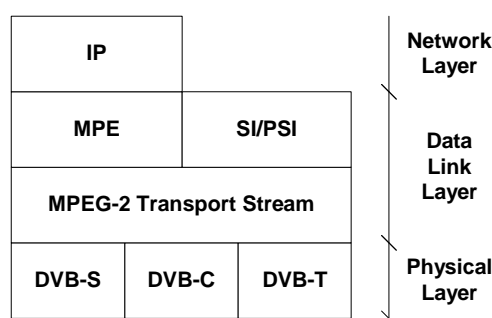 IP
Network
Layer
MPE
SI/PSI
Data
Link
Layer
MPEG-2 Transport Stream
DVB-S
DVB-C
DVB-T
Physical
Layer